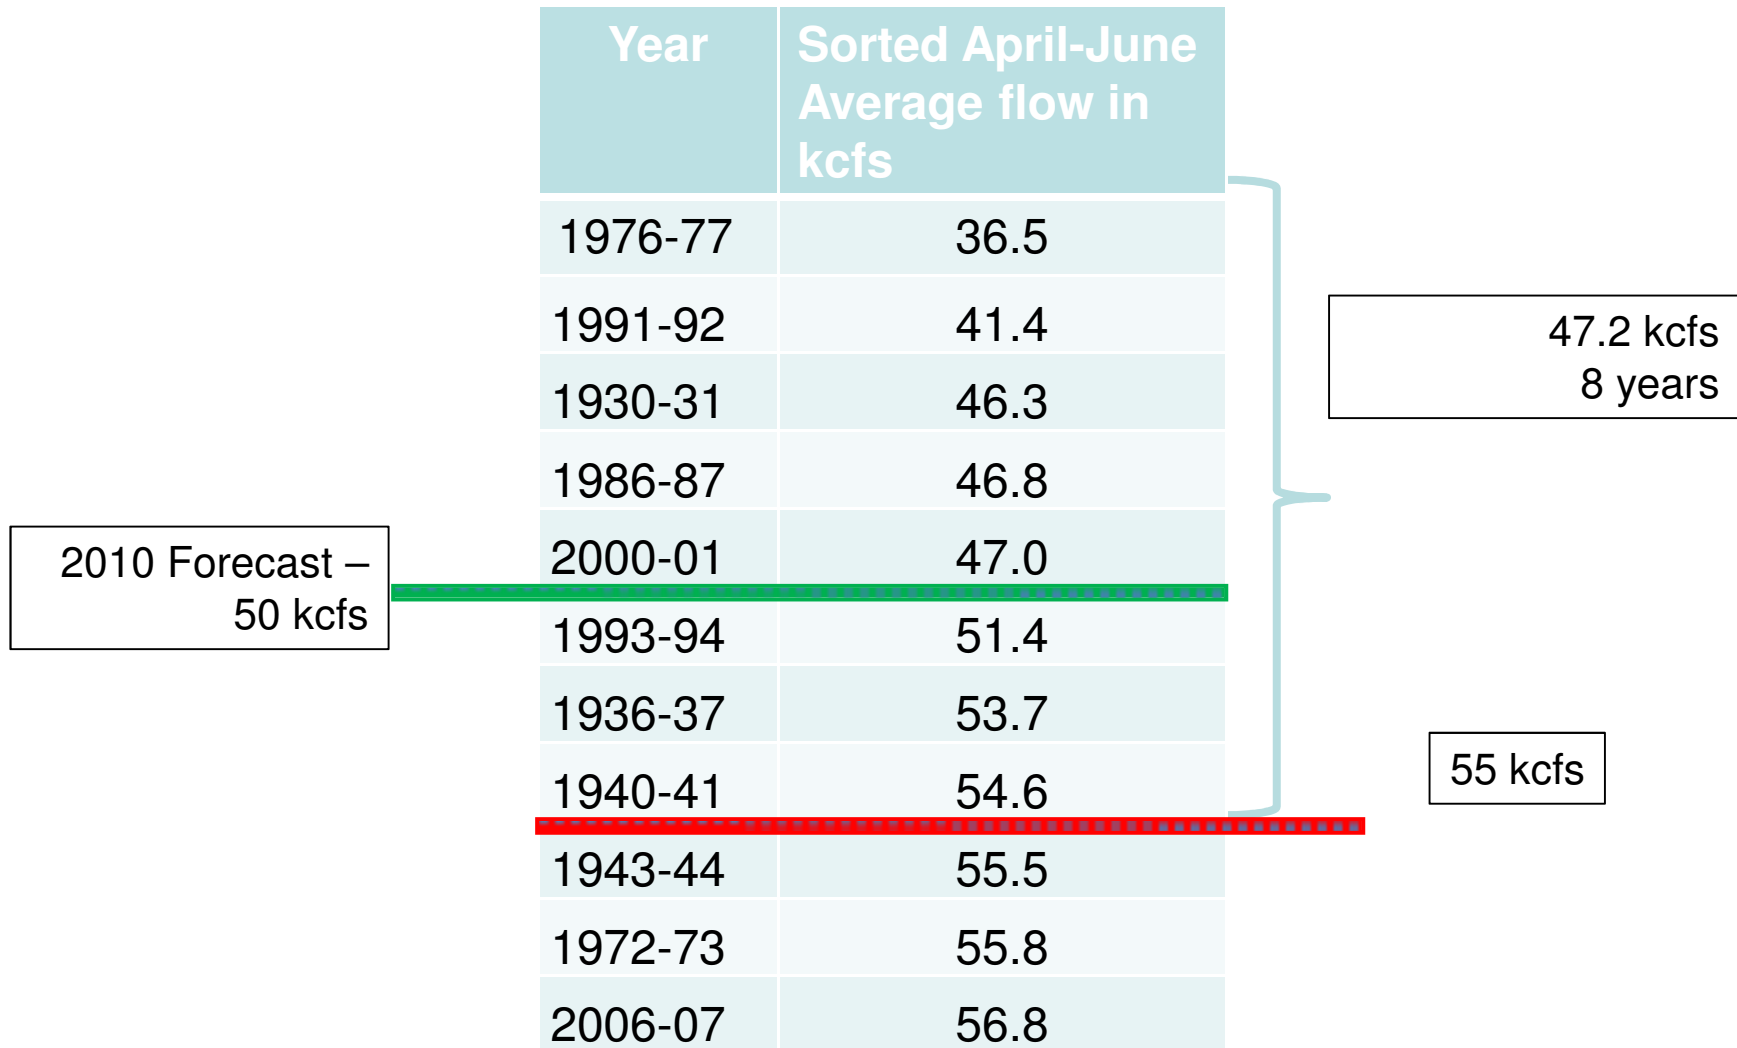 Year Sorted April-June
Average flow in
kcfs
1976-77 36.5
1991-92 41.4
47.2 kcfs
8 years
1930-31 46.3
1986-87 46.8
2000-01 47.0
2010 Forecast –
50 kcfs
1993-94 51.4
1936-37 53.7
55 kcfs
1940-41 54.6
1943-44 55.5
1972-73 55.8
2006-07 56.8